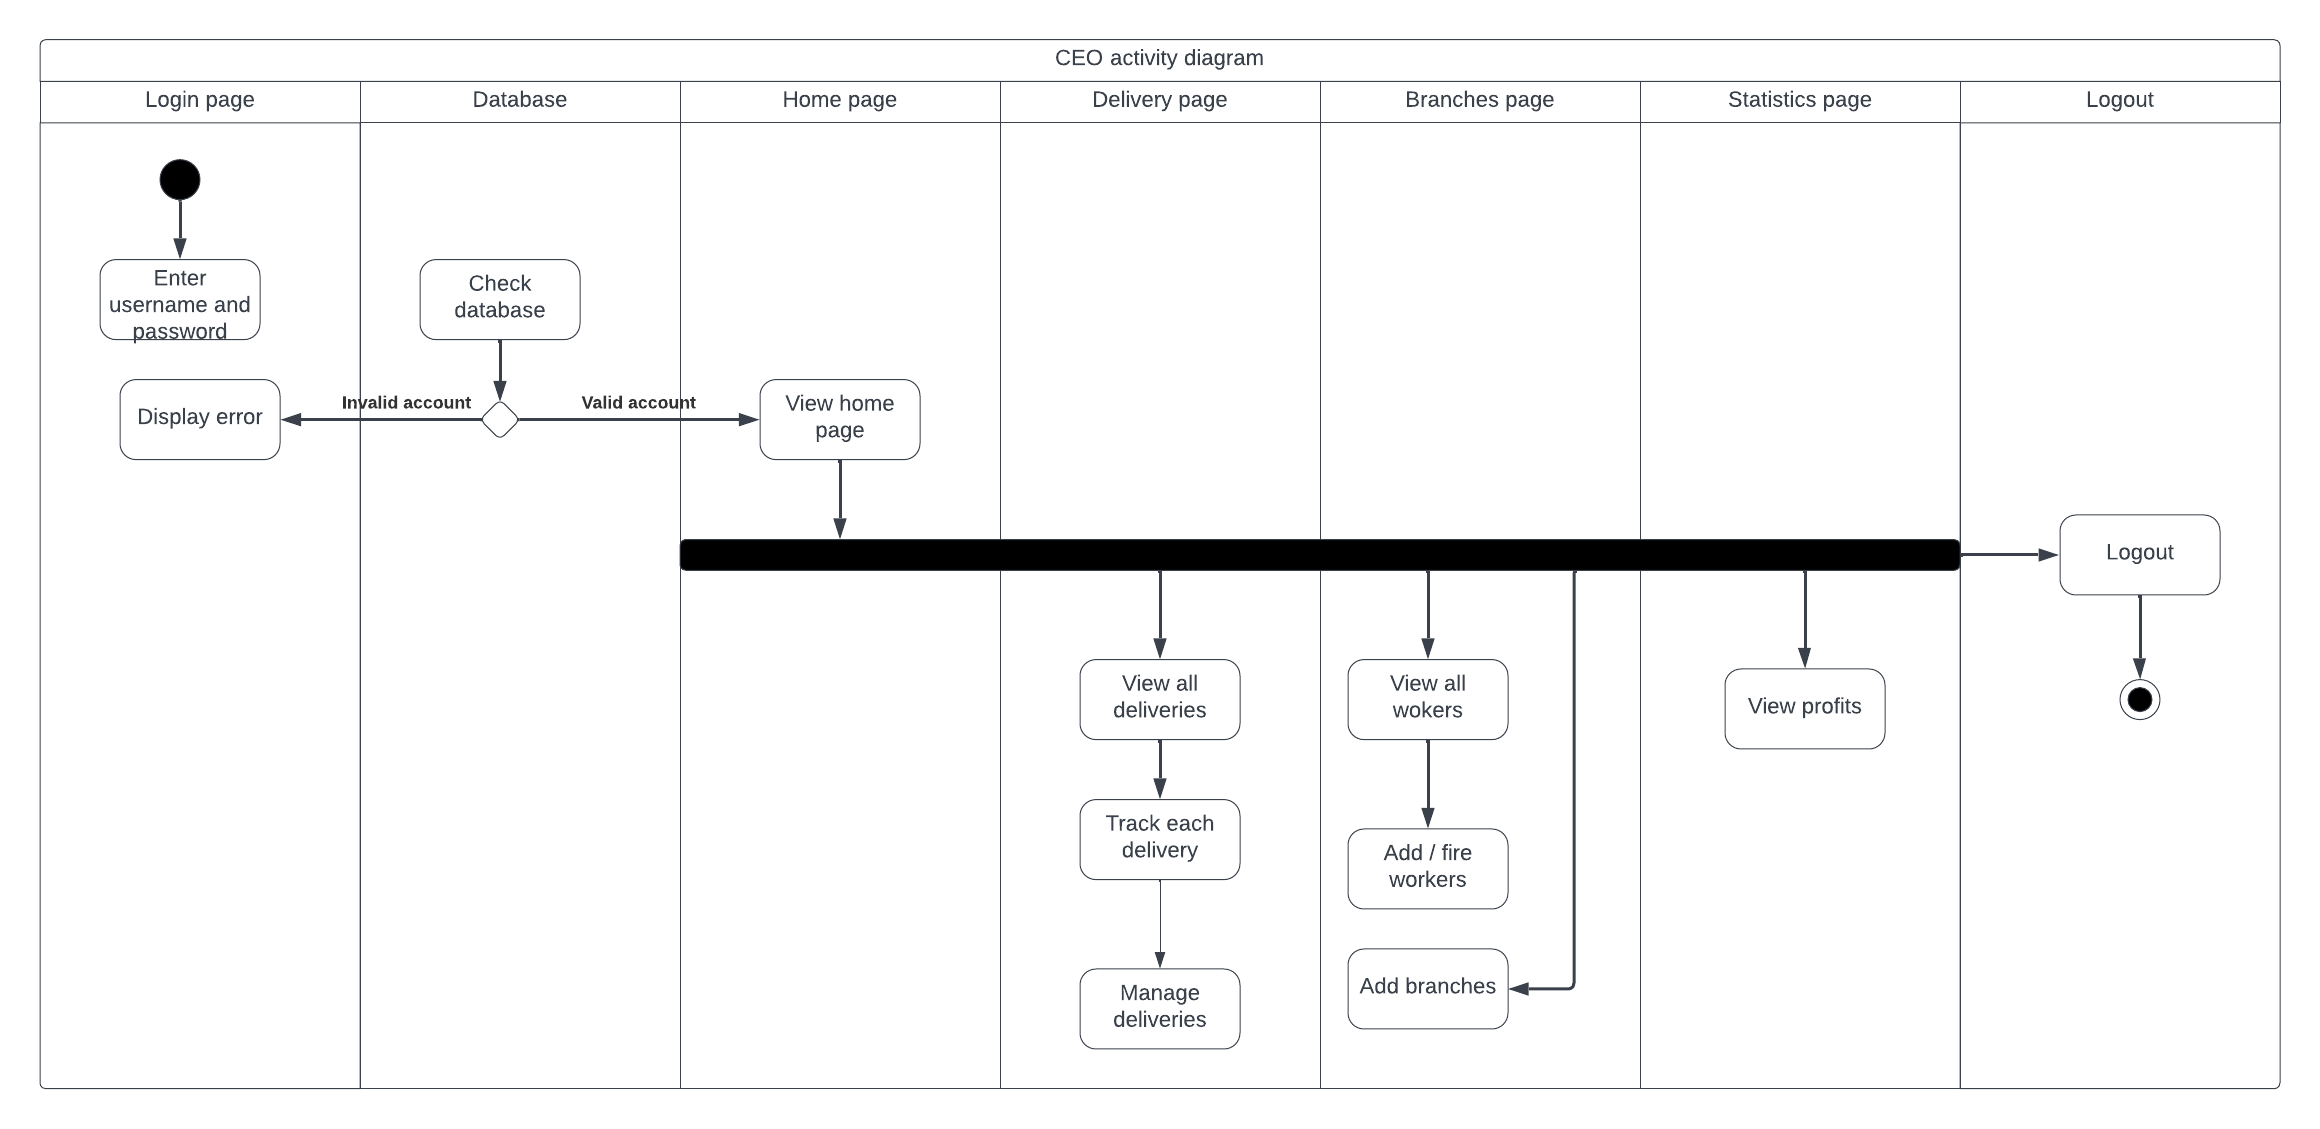 CEO activity diagram
Login page
Database
Home page
Delivery page
Branches page
Statistics page
Logout
Enter
username and
password
Check
database
Display error
Invalid account
Valid account
View home
page
Logout
View all
deliveries
View all
wokers
View profits
Track each
delivery
Add / fire
workers
Manage
deliveries
Add branches